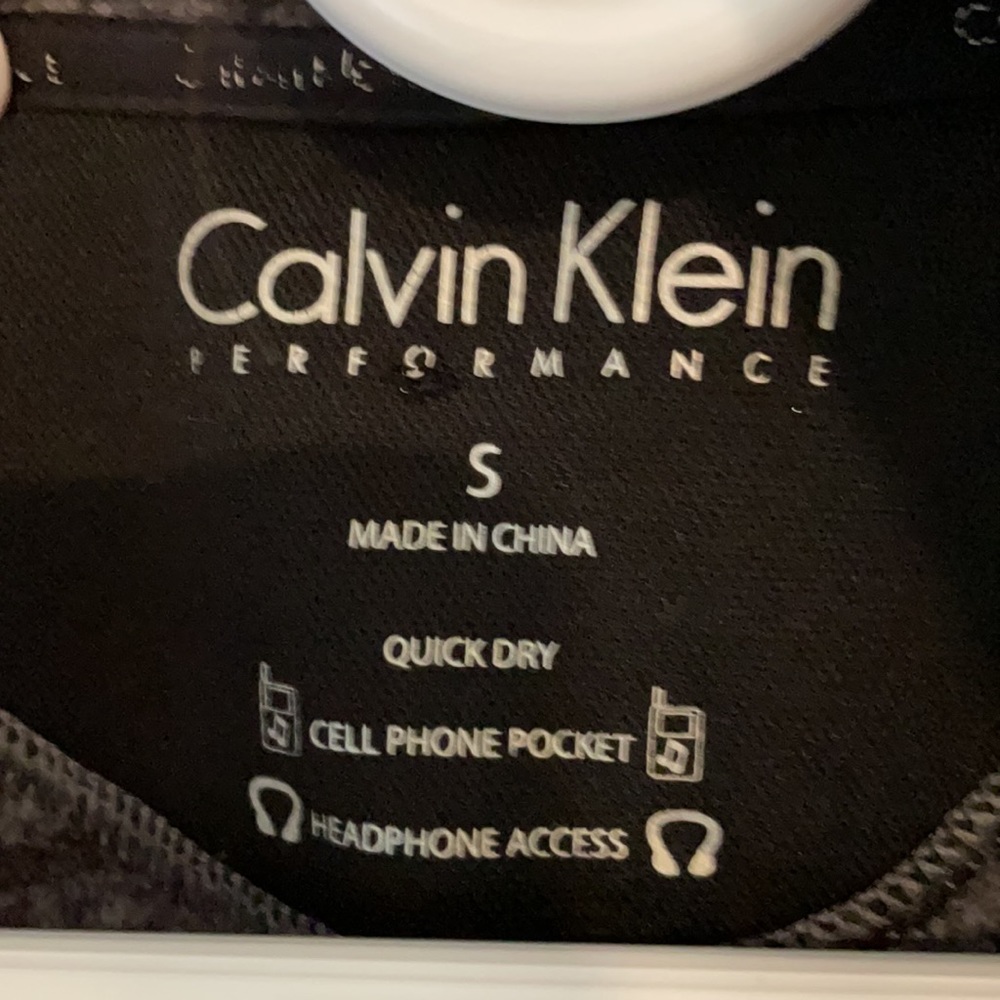 Calvin Klein
PERFORMANCE
S
MADE IN CHINA
QUICK DRY
CELL PHONE POCKET
HEADPHONE ACCESS